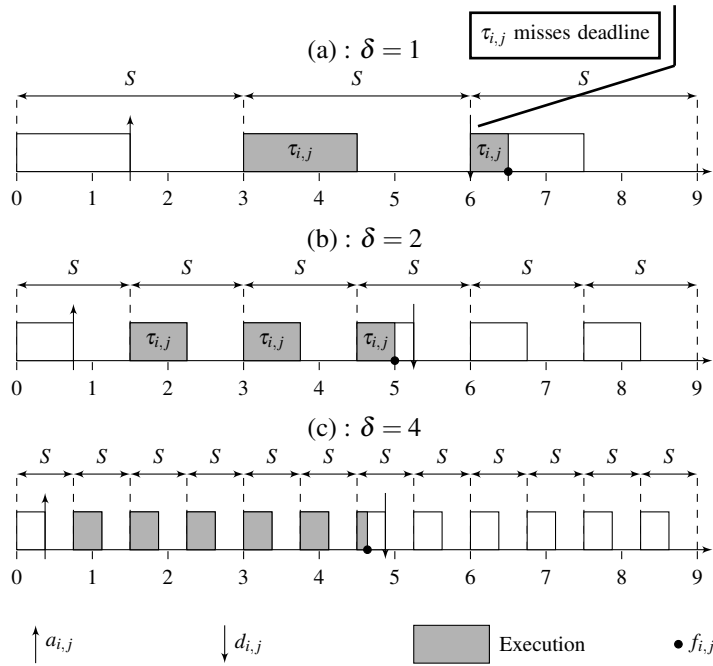 (a) : δ = 1
τi,j misses deadline
S S S
τi,j τi,j
0 1 2 3 4 5 6 7 8 9
(b) : δ = 2
S S S S S S
τi,j τi,j τi,j
0 1 2 3 4 5 6 7 8 9
(c) : δ = 4
S S S S S S S S S S S S
0 1 2 3 4 5 6 7 8 9
ai,j di,j Execution fi,j